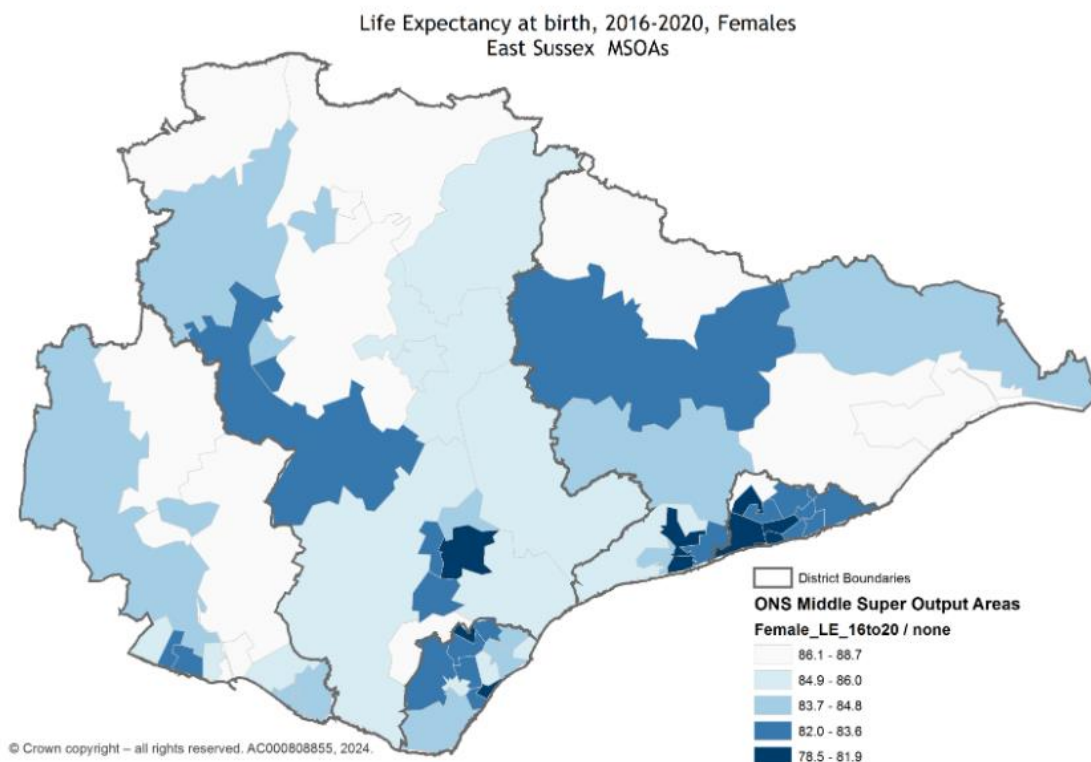 Life Expectancy at birth, 2016-2020, Females
East Sussex MSOAs
District Boundaries
ONS Middle Super Output Areas
Female_LE_16to20 / none
86.1 - 88.7
84.9 - 86.0
83.7 - 84.8
82.0 - 83.6
78.5 - 81.9
© Crown copyright – all rights reserved. AC000808855, 2024.